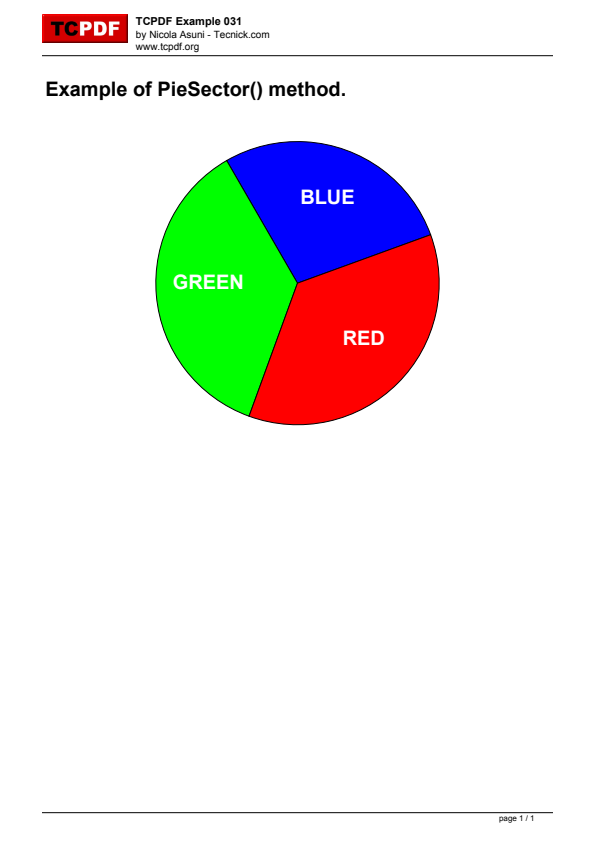 TCPDF
TCPDF Example 031
by Nicola Asuni - Tecnick.com
www.tcpdf.org
Example of PieSector() method.
BLUE
GREEN
RED
page 1 / 1